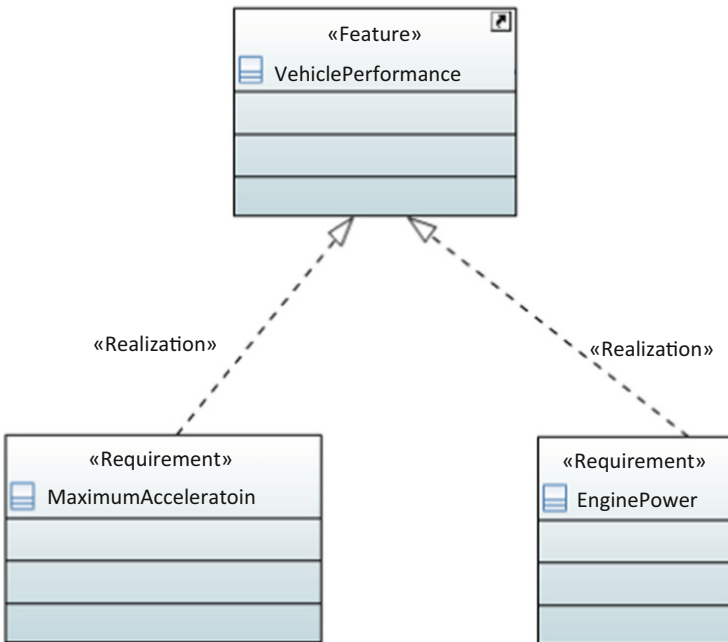 «Feature»
VehiclePerformance
«Realization»
«Realization»
«Requirement»
MaximumAcceleratoin
«Requirement»
EnginePower